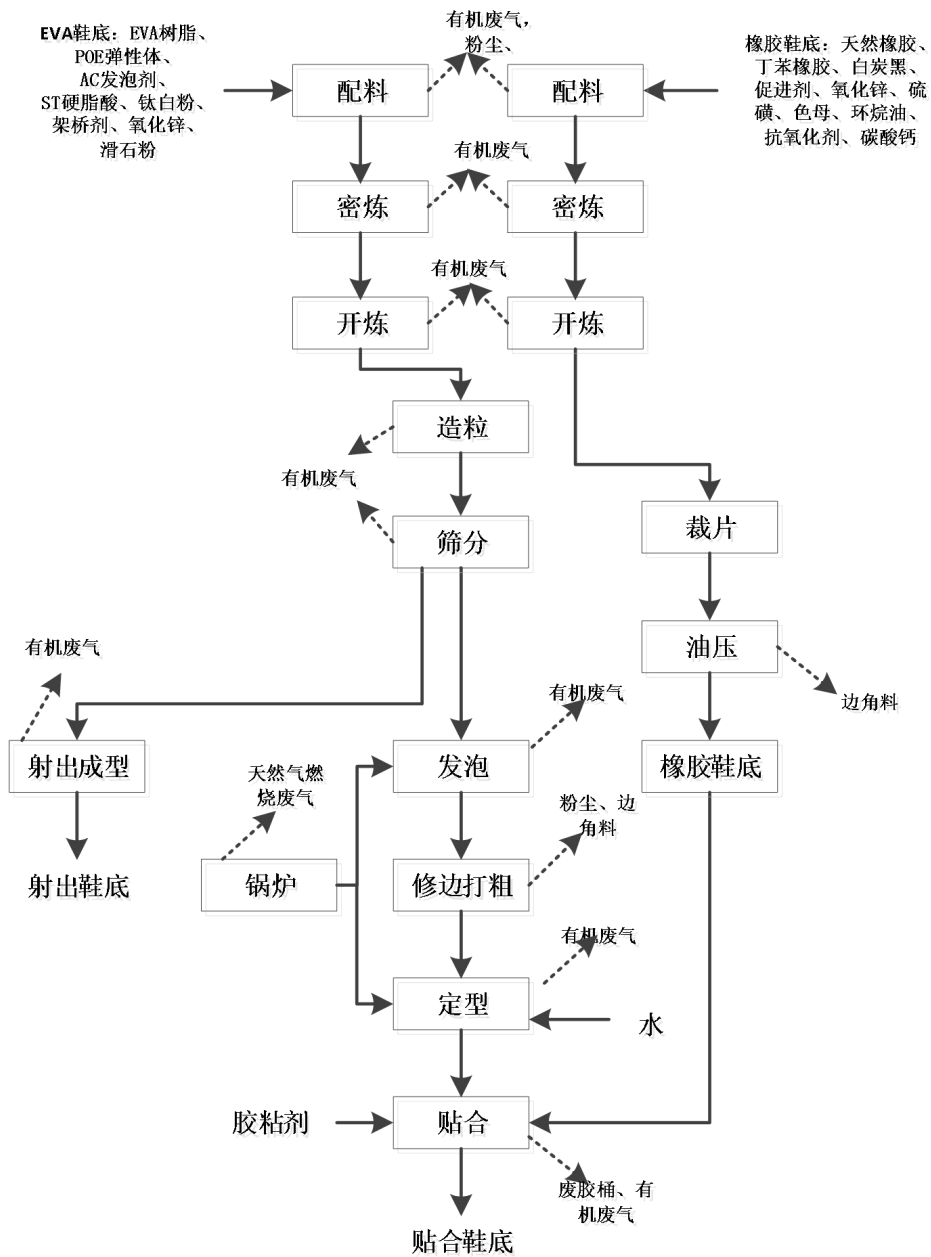 EVA鞋底：EVA树脂、
POE弹性体、
AC发泡剂、
ST硬脂酸、钛白粉、
架桥剂、氧化锌、
滑石粉
有机废气，
粉尘、
橡胶鞋底：天然橡胶、
丁苯橡胶、白炭黑、
促进剂、氧化锌、硫
磺、色母、环烷油、
抗氧化剂、碳酸钙
配料
配料
有机废气
密炼
密炼
有机废气
开炼
开炼
造粒
有机废气
筛分
裁片
油压
有机废气
边角料
有机废气
射出成型
发泡
橡胶鞋底
天然气燃
烧废气
粉尘、边
角料
射出鞋底
锅炉
修边打粗
有机废气
定型
水
胶粘剂
贴合
废胶桶、有
机废气
贴合鞋底